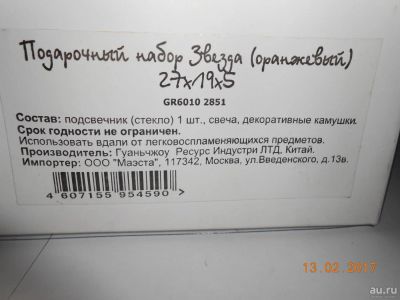 Подарочный набор Звезда (оранжевый)
27х19х5
GR6010 2851
Состав: подсвечник (стекло) 1 шт., свеча, декоративные камушки.
Срок годности не ограничен.
Использовать вдали от легковоспламеняющихся предметов.
Производитель: Гуаньчжоу Ресурс Индустри ЛТД, Китай.
Импортер: ООО "Маэста", 117342, Москва, ул.Введенского, д.13в.
4 607155 954590 >
13.02.2017
au.ru